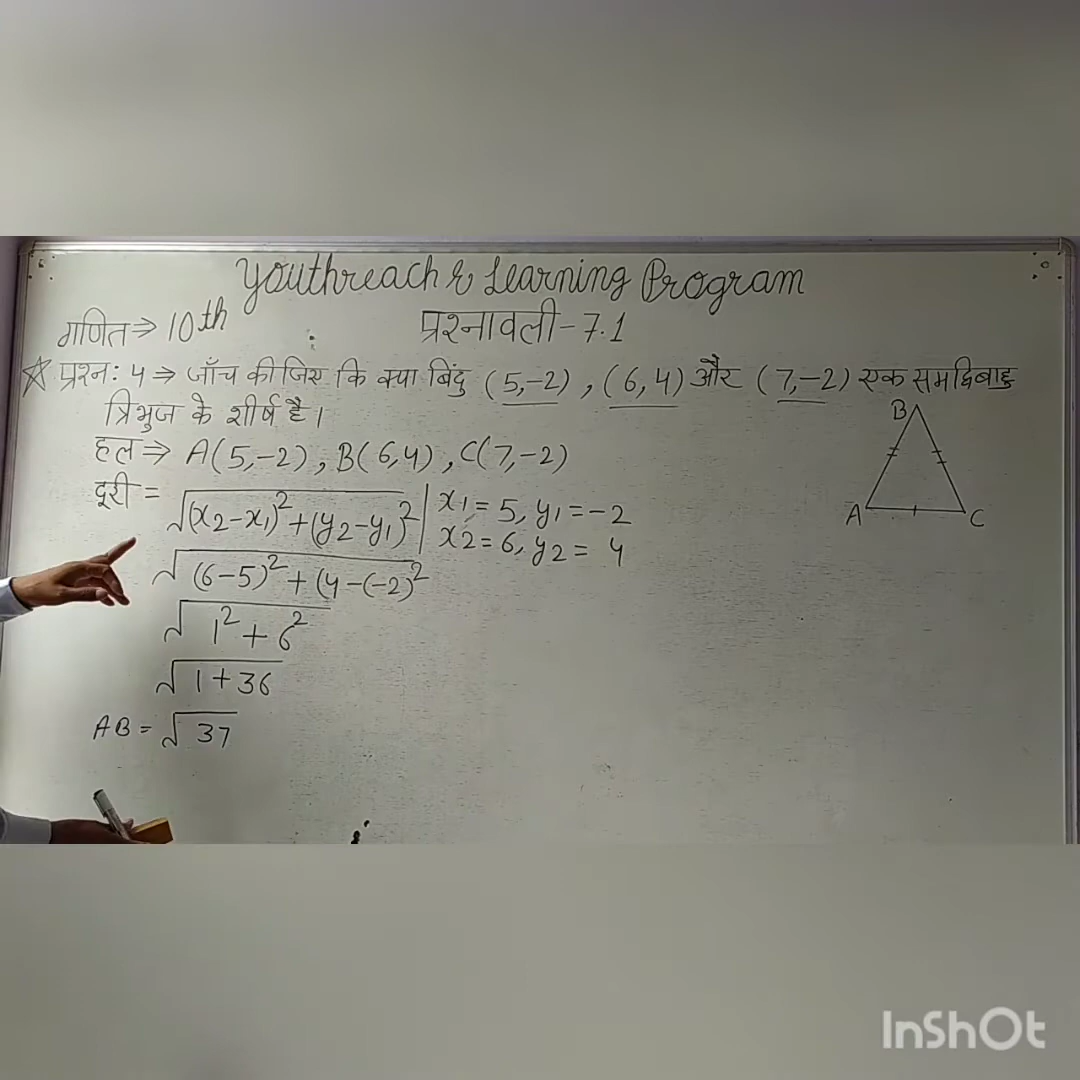 Youthreach & Learning Program
गणित ⇒ 10th
प्रश्नावली - 7.1
☆ प्रश्न: 4 ⇒ जाँच कीजिए कि क्या बिंदु (5,-2) , (6,4) और (7,-2) एक समद्विबाहु
त्रिभुज के शीर्ष है।
हल ⇒ A(5,-2) , B(6,4) , C(7,-2)
दूरी = √(x₂-x₁)²+(y₂-y₁)²
x₁ = 5, y₁ = -2
x₂ = 6, y₂ = 4
√(6-5)²+(4-(-2)²
√1²+6²
√1+36
AB = √37
B
A
C
InShOt